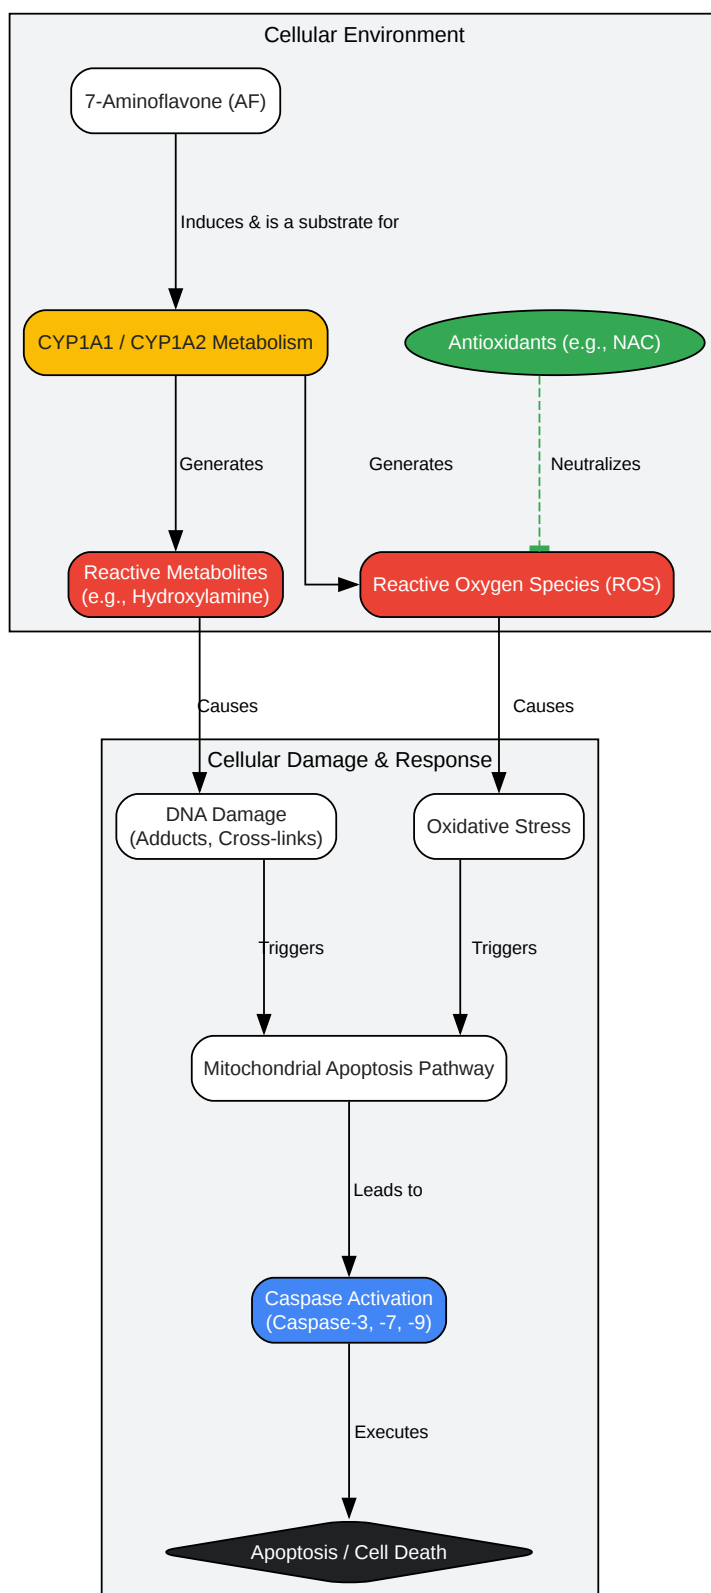 Cellular Environment
7-Aminoflavone (AF)
Induces & is a substrate for
CYP1A1 / CYP1A2 Metabolism
Antioxidants (e.g., NAC)
Generates
Generates
Neutralizes
Reactive Metabolites
(e.g., Hydroxylamine)
Reactive Oxygen Species (ROS)
Causes
Causes
Cellular Damage & Response
DNA Damage
(Adducts, Cross-links)
Oxidative Stress
Triggers
Triggers
Mitochondrial Apoptosis Pathway
Leads to
Caspase Activation
(Caspase-3, -7, -9)
Executes
Apoptosis / Cell Death